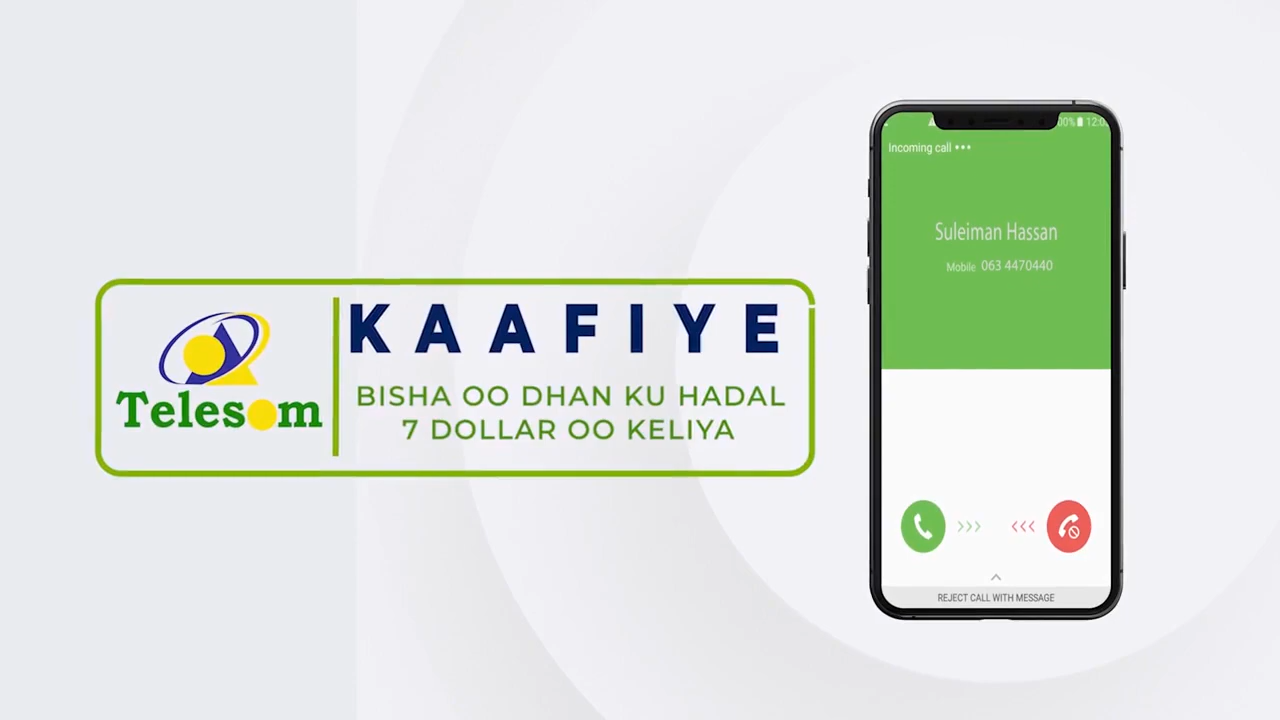 Telesom
KAAFIYE
BISHA OO DHAN KU HADAL
7 DOLLAR OO KELIYA
Incoming call •••
Suleiman Hassan
Mobile 063 4470440
REJECT CALL WITH MESSAGE